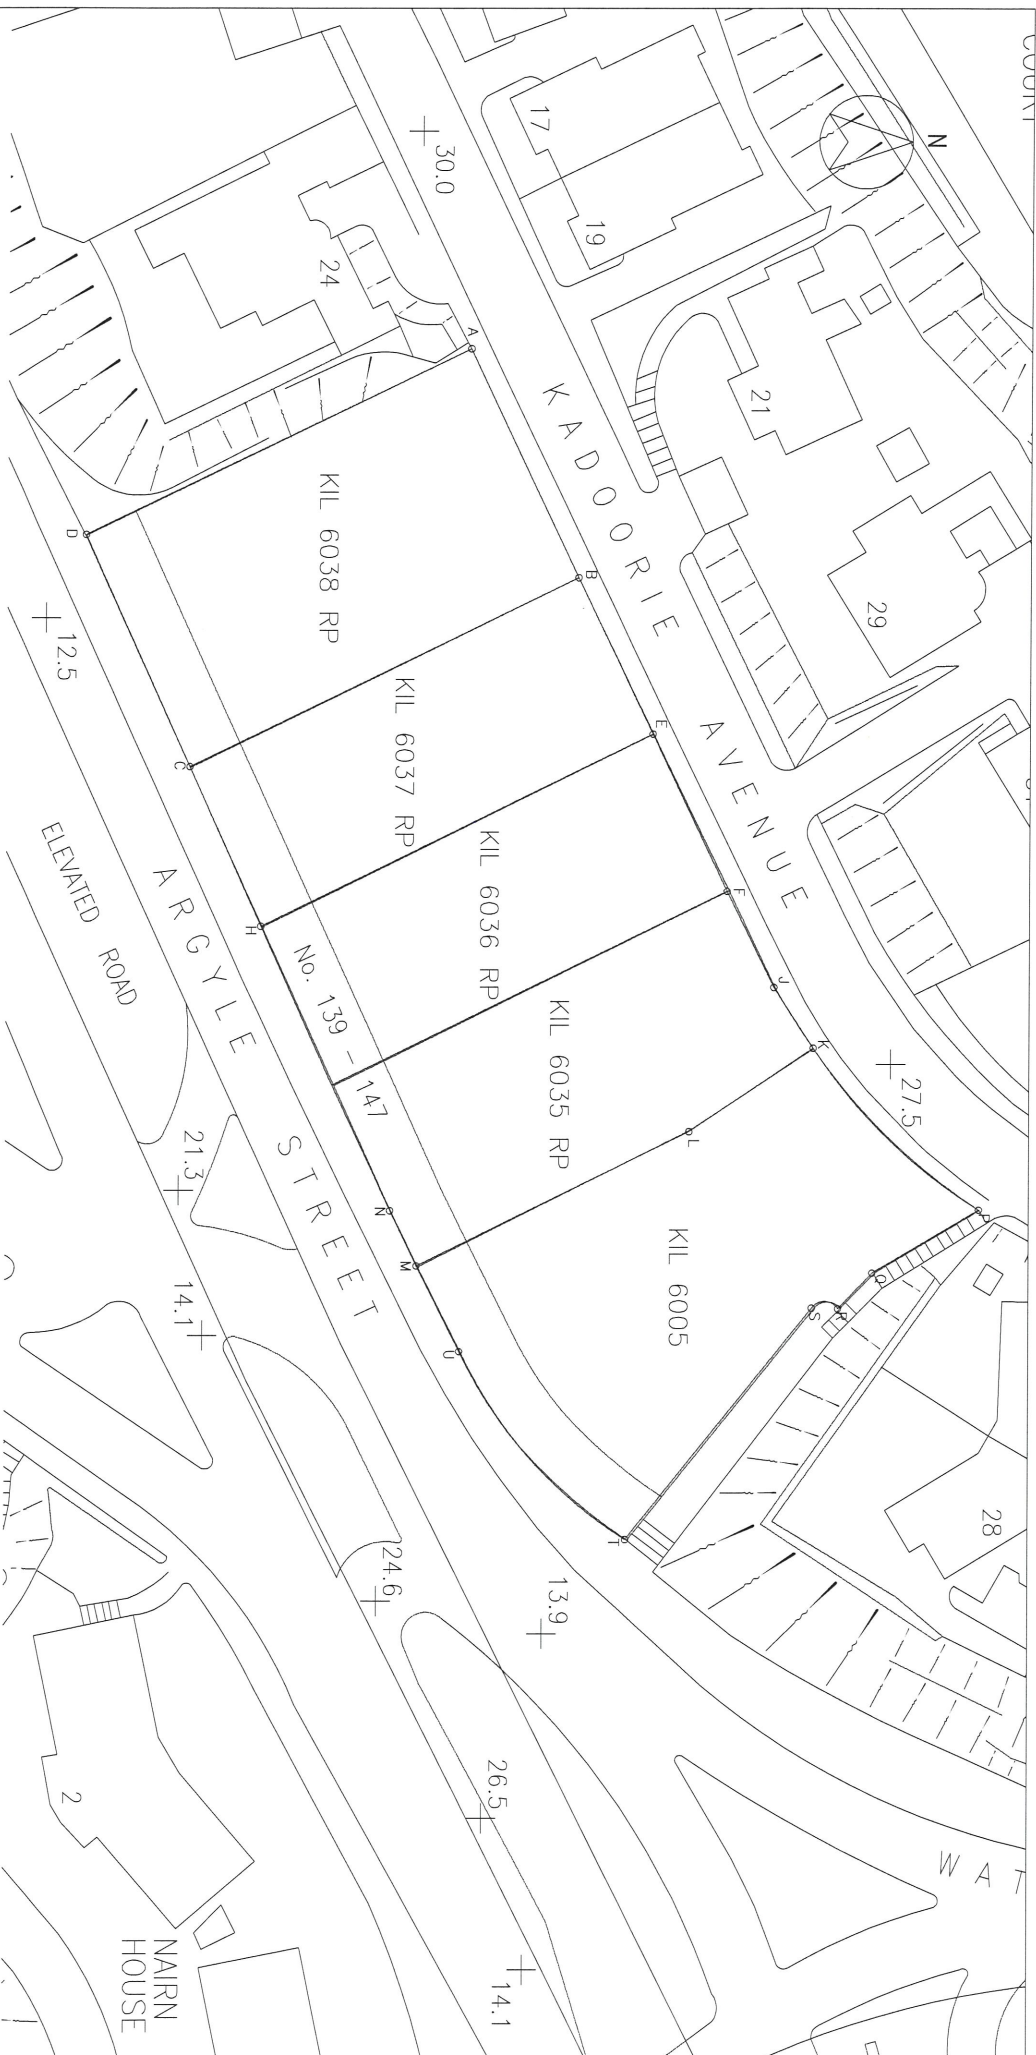 COURT
N
17
19
30.0
24
21
29
KADOORIE AVENUE
A
B
E
F
J
K
L
P
Q
R
S
T
U
M
N
H
C
D
KIL 6038 RP
KIL 6037 RP
KIL 6036 RP
KIL 6035 RP
KIL 6005
No. 139 - 147
27.5
28
12.5
ELEVATED ROAD
ARGYLE STREET
21.3
14.1
24.6
13.9
26.5
14.1
WAT
2
NAIRN
HOUSE